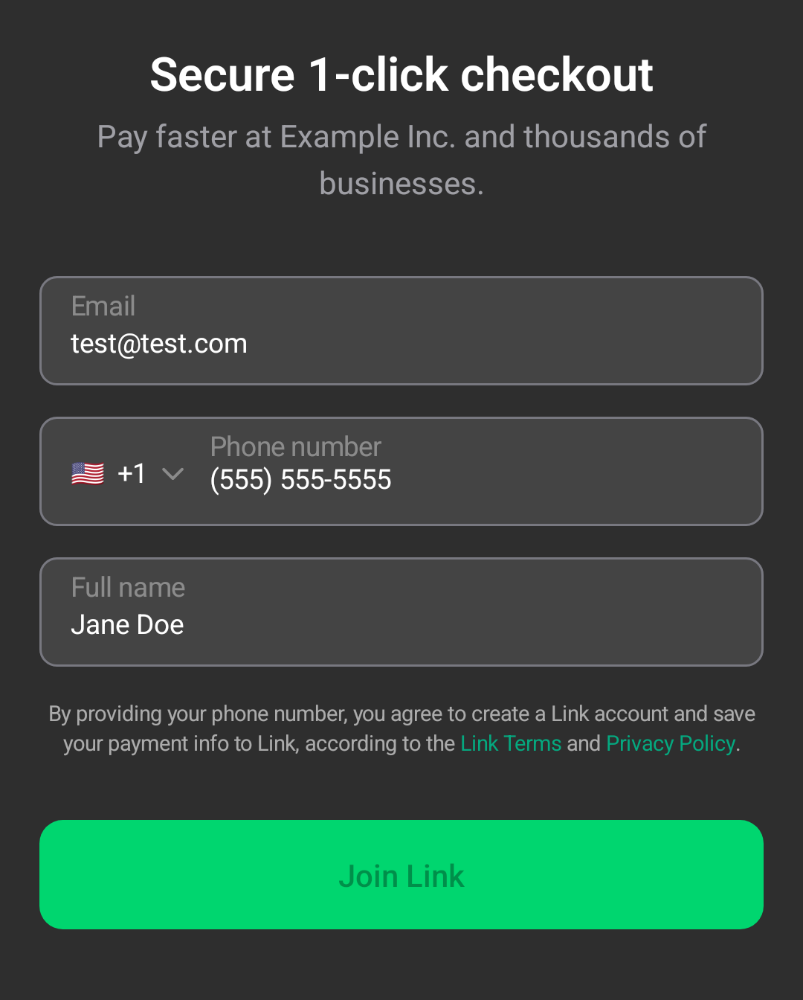 Secure 1-click checkout
Pay faster at Example Inc. and thousands of
businesses.
Email
test@test.com
Phone number
+1 (555) 555-5555
Full name
Jane Doe
By providing your phone number, you agree to create a Link account and save
your payment info to Link, according to the Link Terms and Privacy Policy.
Join Link